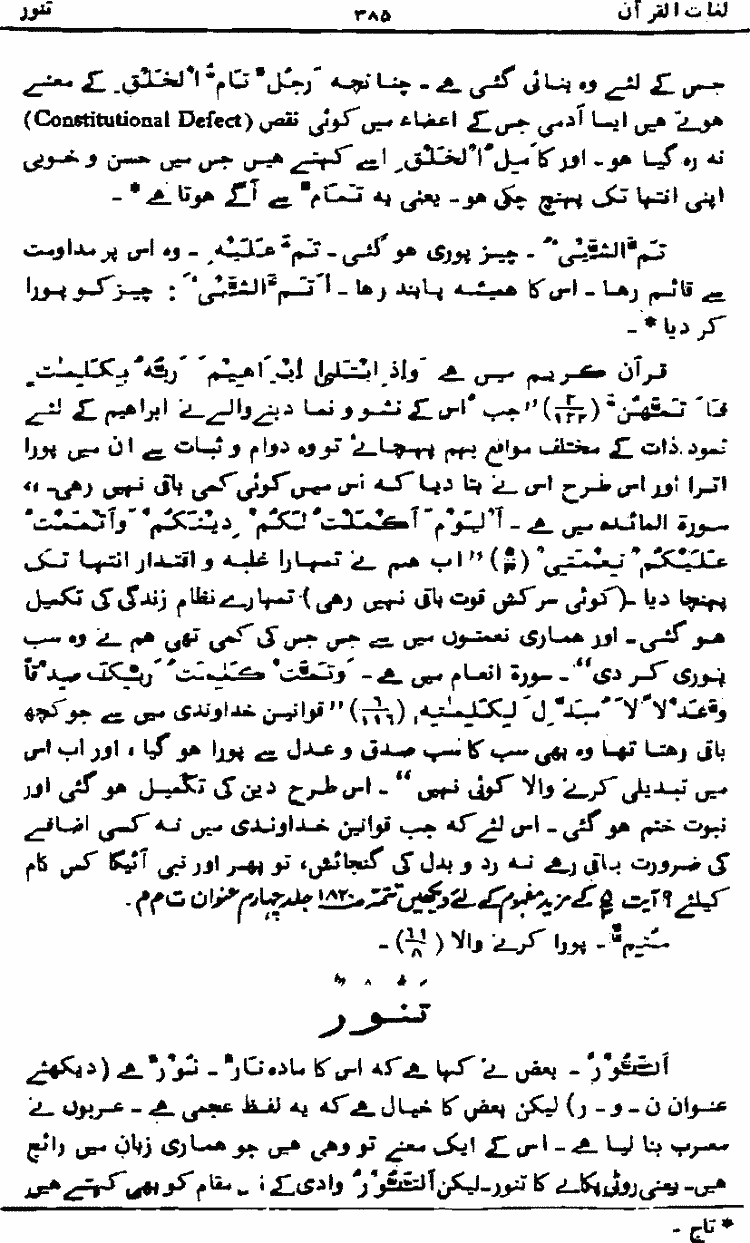 لغات القرآن ۳۸۵ تنور
جس کے لئے وہ بنائی گئی ہے ۔ چنانچہ رَجُلٌ تَامُّ الْخَلْقِ کے معنے
ہوتے ہیں ایسا آدمی جس کے اعضاء میں کوئی نقص (Constitutional Defect)
نہ رہ گیا ہو ۔ اور کَامِلُ الْخَلْقِ اسے کہتے ہیں جس میں حسن و خوبی
اپنی انتہا تک پہنچ چکی ہو ۔ یعنی یہ تَمَامٌ سے آگے ہوتا ہے * ۔
تَمَّ الشَّیْئُ ۔ چیز پوری ہو گئی ۔ تَمَّ عَلَیْہِ ۔ وہ اس پر مداومت
سے قائم رہا ۔ اس کا ہمیشہ پابند رہا ۔ اَتَمَّ الشَّیْئَ : چیز کو پورا
کر دیا * ۔
قرآن کریم میں ہے وَاِذِ ابْتَلٰیٓ اِبْرَاھِیْمَ رَبُّہٗ بِکَلِمٰتٍ
فَاَتَمَّھُنَّ (۲/۱۲۴) ”جب اس کے نشو و نما دینے والے نے ابراھیم کے لئے
نمود ذات کے مختلف مواقع بہم پہنچائے تو وہ دوام و ثبات سے ان میں پورا
اترا اور اس طرح اس نے بتا دیا کہ اس میں کوئی کمی باقی نہیں رہی ۔ “
سورۃ المائدہ میں ہے ۔ اَلْیَوْمَ اَکْمَلْتُ لَکُمْ دِیْنَکُمْ وَاَتْمَمْتُ
عَلَیْکُمْ نِعْمَتِیْ (۵/۳) ”اب ہم نے تمہارا غلبہ و اقتدار انتہا تک
پہنچا دیا ۔ (کوئی سرکش قوت باقی نہیں رہی) تمہارے نظام زندگی کی تکمیل
ہو گئی ۔ اور ہماری نعمتوں میں سے جس جس کی کمی تھی ہم نے وہ سب
پوری کر دی“ ۔ سورۃ انعام میں ہے ۔ وَتَمَّتْ کَلِمَتُ رَبِّکَ صِدْقًا
وَّعَدْلًا لَا مُبَدِّلَ لِکَلِمٰتِہٖ (۶/۱۱۶) ”قوانین خداوندی میں سے جو کچھ
باقی رہتا تھا وہ بھی سب کا سب صدق و عدل سے پورا ہو گیا ، اور اب اس
میں تبدیلی کرنے والا کوئی نہیں“ ۔ اس طرح دین کی تکمیل ہو گئی اور
نبوت ختم ہو گئی ۔ اس لئے کہ جب قوانین خداوندی میں نہ کسی اضافے
کی ضرورت باقی رہے نہ رد و بدل کی گنجائش، تو پھر اور نبی آئیگا کس کام
کیلئے ؟ آیت کے مزید مفہوم کے لئے دیکھیں تتمہ ص ۱۸۲۰ جلد چہارم عنوان ت م م ۔
مُتِمٌّ ۔ پورا کرنے والا (۶۱/۸) ۔
تَنُّوْرٌ
اَلتَّنُّوْرُ ۔ بعض نے کہا ہے کہ اس کا مادہ نَارٌ ۔ نُوْرٌ ہے (دیکھئے
عنوان ن ۔ و ۔ ر) لیکن بعض کا خیال ہے کہ یہ لفظ عجمی ہے ۔ عربوں نے
معرب بنا لیا ہے ۔ اس کے ایک معنے تو وہی ہیں جو ہماری زبان میں رائج
ہیں ۔ یعنی روٹی پکانے کا تنور ۔ لیکن اَلتَّنُّوْرُ وادی کے مقام کو بھی کہتے ہیں
* تاج ۔